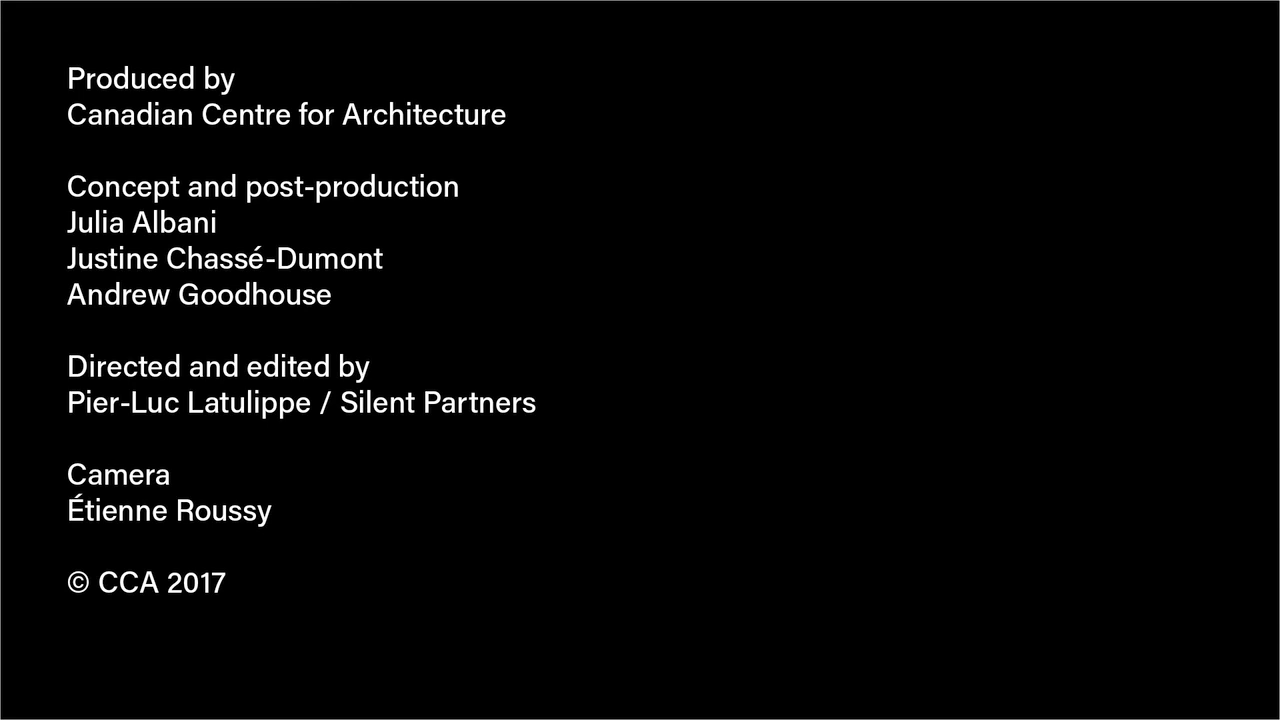 Produced by
Canadian Centre for Architecture
Concept and post-production
Julia Albani
Justine Chassé-Dumont
Andrew Goodhouse
Directed and edited by
Pier-Luc Latulippe / Silent Partners
Camera
Étienne Roussy
© CCA 2017